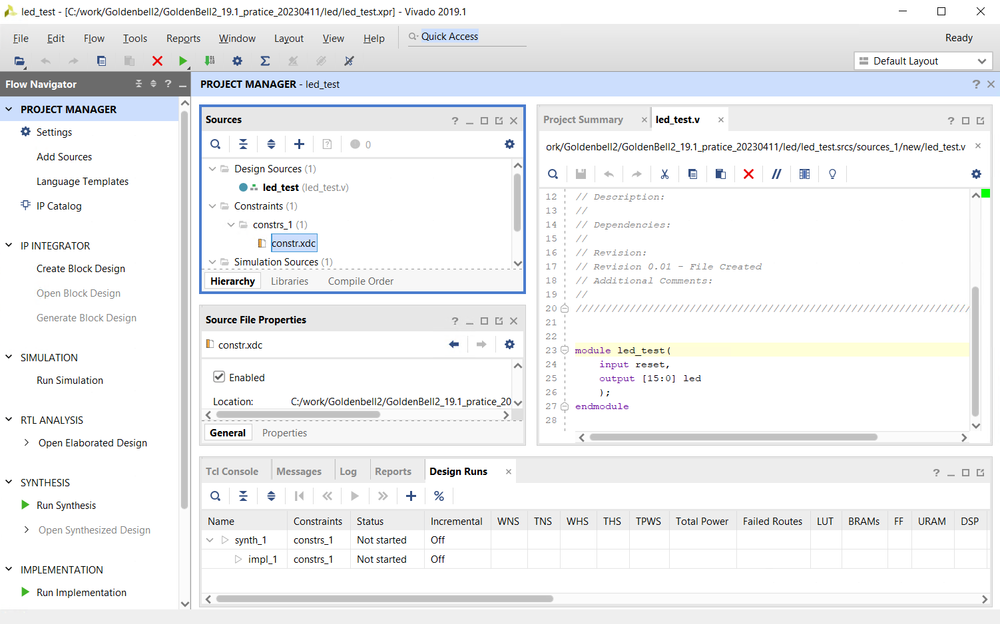 led_test - [C:/work/Goldenbell2/GoldenBell2_19.1_pratice_20230411/led/led_test.xpr] - Vivado 2019.1
File Edit Flow Tools Reports Window Layout View Help Quick Access Ready
Default Layout
Flow Navigator
PROJECT MANAGER
Settings
Add Sources
Language Templates
IP Catalog
IP INTEGRATOR
Create Block Design
Open Block Design
Generate Block Design
SIMULATION
Run Simulation
RTL ANALYSIS
Open Elaborated Design
SYNTHESIS
Run Synthesis
Open Synthesized Design
IMPLEMENTATION
Run Implementation
PROJECT MANAGER - led_test
Sources
0
Design Sources (1)
led_test (led_test.v)
Constraints (1)
constrs_1 (1)
constr.xdc
Simulation Sources (1)
Hierarchy Libraries Compile Order
Source File Properties
constr.xdc
Enabled
Location: C:/work/Goldenbell2/GoldenBell2_19.1_pratice_20
General Properties
Project Summary led_test.v
ork/Goldenbell2/GoldenBell2_19.1_pratice_20230411/led/led_test.srcs/sources_1/new/led_test.v
12 // Description:
13 //
14 // Dependencies:
15 //
16 // Revision:
17 // Revision 0.01 - File Created
18 // Additional Comments:
19 //
20 //////////////////////////////////////////////////////////////////
21
22
23 module led_test(
24 input reset,
25 output [15:0] led
26 );
27 endmodule
28
Tcl Console Messages Log Reports Design Runs
Name Constraints Status Incremental WNS TNS WHS THS TPWS Total Power Failed Routes LUT BRAMs FF URAM DSP
synth_1 constrs_1 Not started Off
impl_1 constrs_1 Not started Off